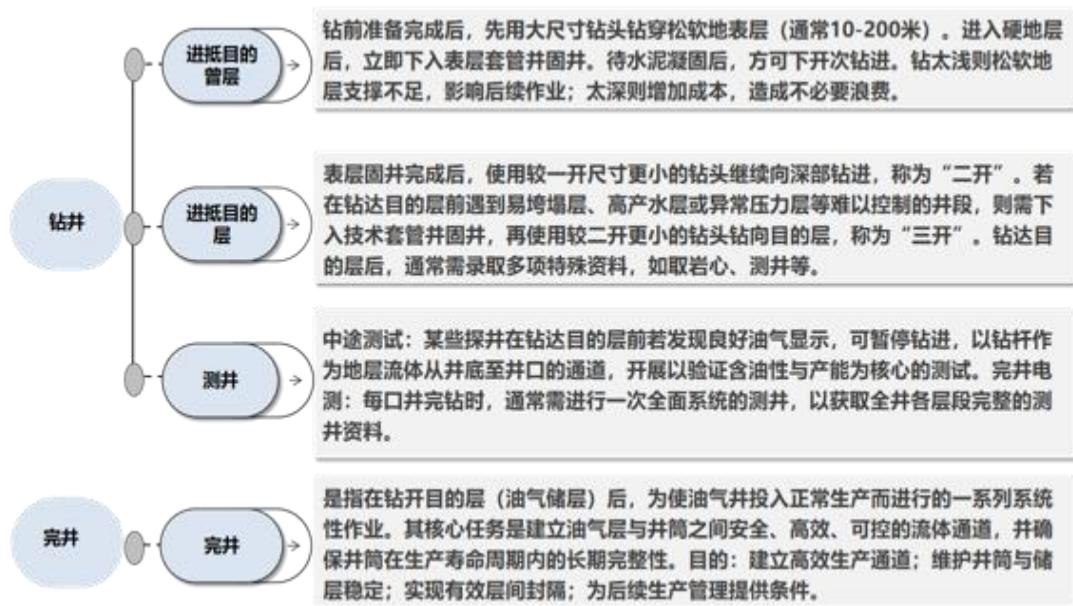 进抵目的
曾层
钻前准备完成后，先用大尺寸钻头钻穿松软地表层（通常10-200米）。进入硬地层
后，立即下入表层套管井固井。待水泥凝固后，方可下开次钻进。钻太浅则松软地
层支撑不足，影响后续作业；太深则增加成本，造成不必要浪费。
钻井
进抵目的
层
表层固井完成后，使用较一开尺寸更小的钻头继续向深部钻进，称为“二开”。若
在钻达目的层前遇到易垮塌层、高产水层或异常压力层等难以控制的井段，则需下
入技术套管井固井，再使用较二开更小的钻头钻向目的层，称为“三开”。钻达目
的层后，通常需录取多项特殊资料，如取岩心、测井等。
测井
中途测试：某些探井在钻达目的层前若发现良好油气显示，可暂停钻进，以钻杆作
为地层流体从井底至井口的通道，开展以验证含油性与产能为核心的测试。完井电
测：每口井完钻时，通常需进行一次全面系统的测井，以获取全井各层段完整的测
井资料。
完井
完井
是指在钻开目的层（油气储层）后，为使油气井投入正常生产而进行的一系列系统
性作业。其核心任务是建立油气层与井筒之间安全、高效、可控的流体通道，并确
保井筒在生产寿命周期内的长期完整性。目的：建立高效生产通道；维护井筒与储
层稳定；实现有效层间封隔；为后续生产管理提供条件。